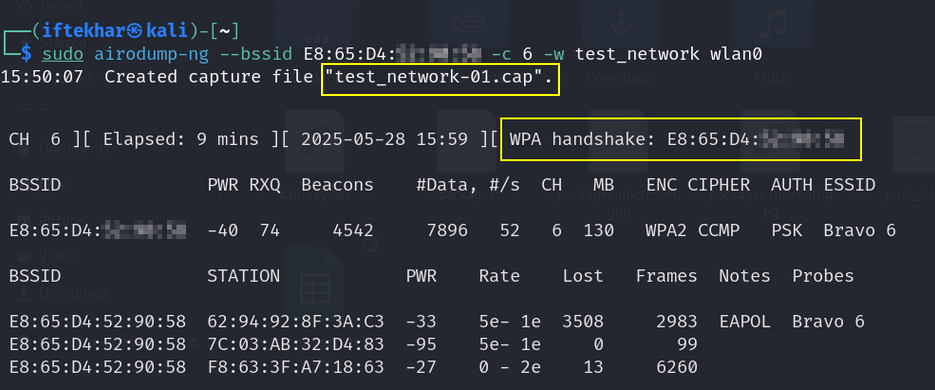 ┌──(iftekhar㉿kali)-[~]
└─$ sudo airodump-ng --bssid E8:65:D4: -c 6 -w test_network wlan0
15:50:07 Created capture file "test_network-01.cap".
CH 6 ][ Elapsed: 9 mins ][ 2025-05-28 15:59 ][ WPA handshake: E8:65:D4:
BSSID PWR RXQ Beacons #Data, #/s CH MB ENC CIPHER AUTH ESSID
E8:65:D4: -40 74 4542 7896 52 6 130 WPA2 CCMP PSK Bravo 6
BSSID STATION PWR Rate Lost Frames Notes Probes
E8:65:D4:52:90:58 62:94:92:8F:3A:C3 -33 5e- 1e 3508 2983 EAPOL Bravo 6
E8:65:D4:52:90:58 7C:03:AB:32:D4:83 -95 5e- 1e 0 99
E8:65:D4:52:90:58 F8:63:3F:A7:18:63 -27 0 - 2e 13 6260